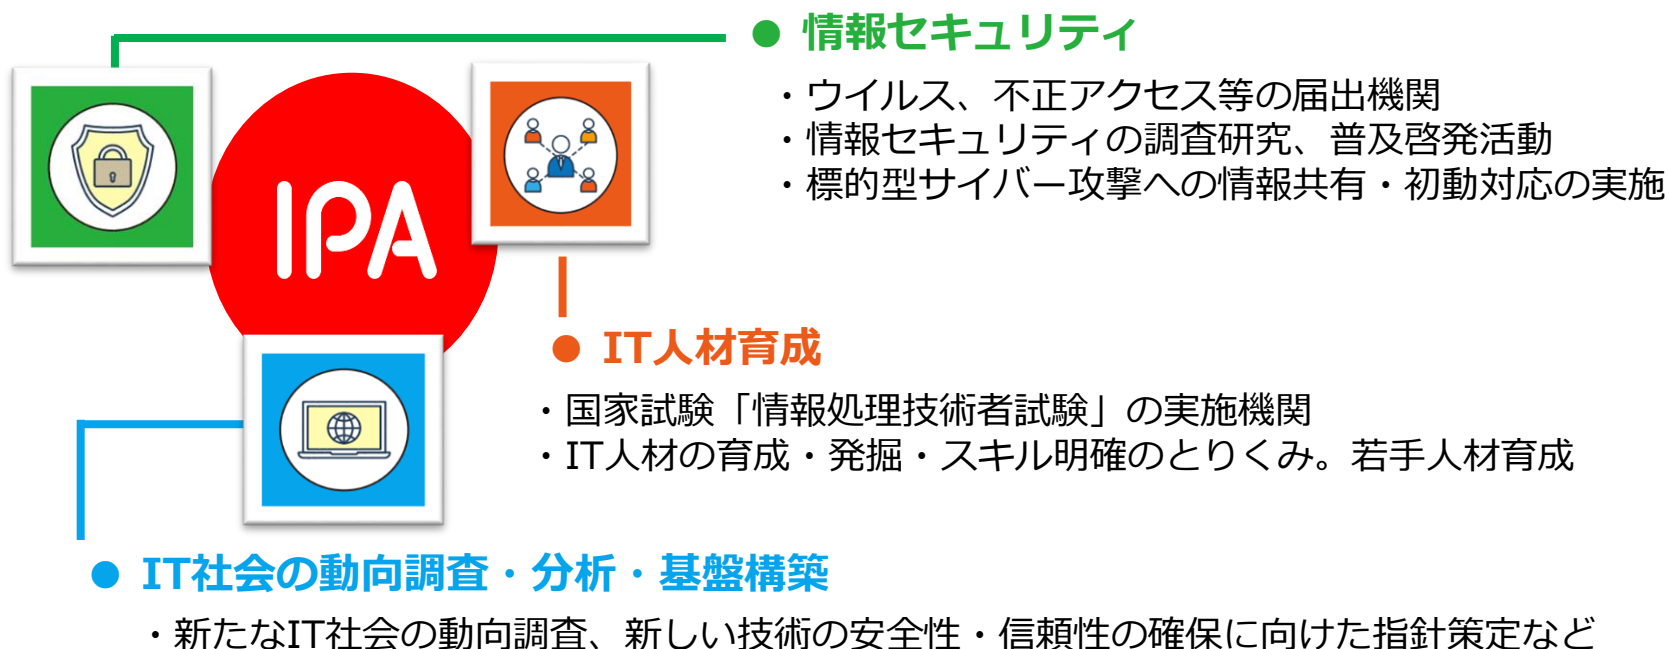 ● 情報セキュリティ
・ウイルス、不正アクセス等の届出機関
・情報セキュリティの調査研究、普及啓発活動
・標的型サイバー攻撃への情報共有・初動対応の実施
IPA
● IT人材育成
・国家試験「情報処理技術者試験」の実施機関
・IT人材の育成・発掘・スキル明確のとりくみ。若手人材育成
● IT社会の動向調査・分析・基盤構築
・新たなIT社会の動向調査、新しい技術の安全性・信頼性の確保に向けた指針策定など